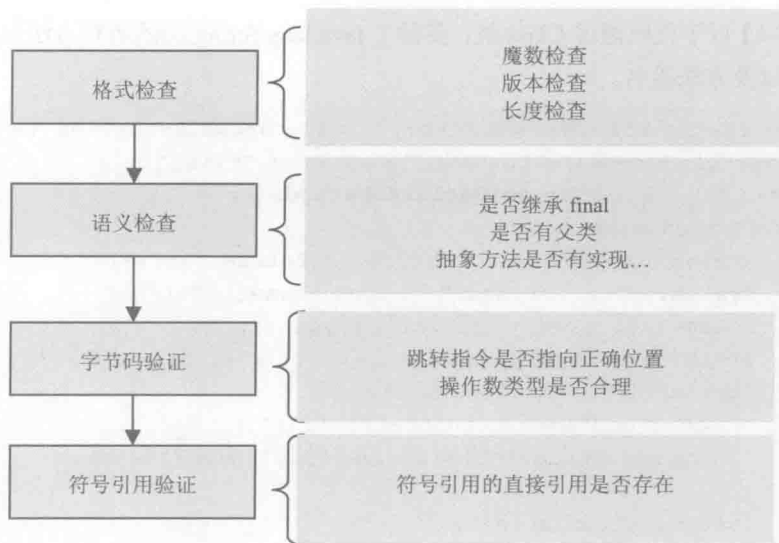 格式检查
魔数检查
版本检查
长度检查
语义检查
是否继承 final
是否有父类
抽象方法是否有实现…
字节码验证
跳转指令是否指向正确位置
操作数类型是否合理
符号引用验证
符号引用的直接引用是否存在